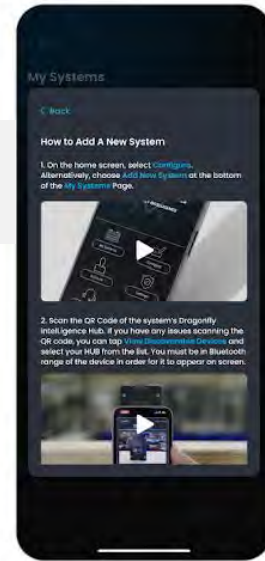 My Systems
Back
How to Add A New System
1. On the home screen, select Configure.
Alternatively, choose Add New System at the bottom
of the My Systems Page.
2. Scan the QR Code of the system's Dragonfly
Intelligence Hub. If you have any issues scanning the
QR code, you can tap View Discoverable Devices and
select your HUB from the list. You must be in Bluetooth
range of the device in order for it to appear on screen.